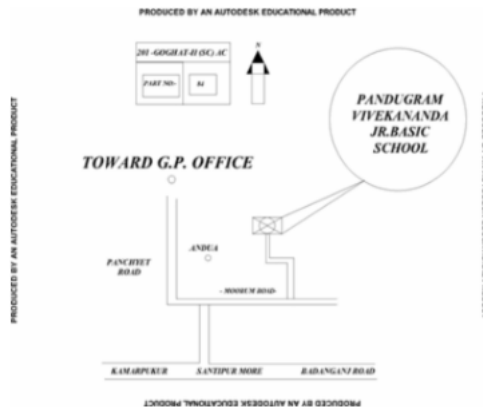 PRODUCED BY AN AUTODESK EDUCATIONAL PRODUCT
201 -GOGHAT-II (SC) AC
PART NO- 84
N
PANDUGRAM
VIVEKANANDA
JR.BASIC
SCHOOL
TOWARD G.P. OFFICE
ANDUA
PANCHYET
ROAD
- MOSSUM ROAD-
KAMARPUKUR SANTIPUR MORE BADANGANJ ROAD
PRODUCED BY AN AUTODESK EDUCATIONAL PRODUCT
PRODUCED BY AN AUTODESK EDUCATIONAL PRODUCT